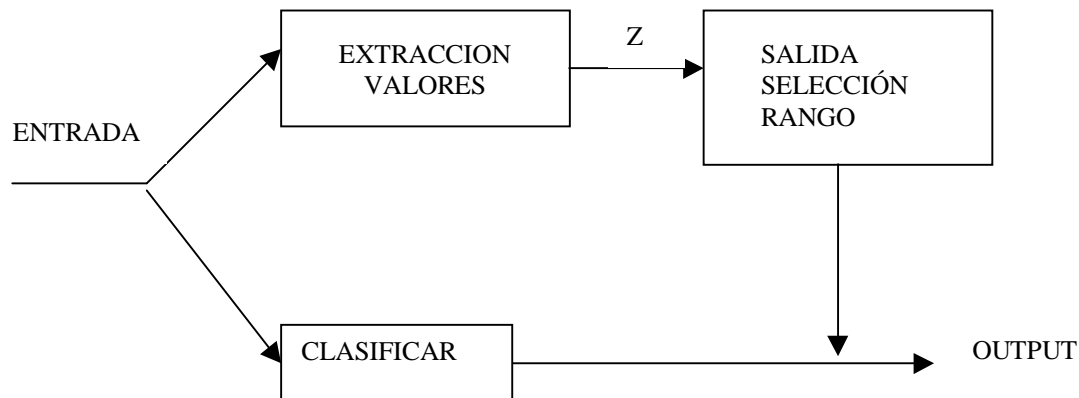 EXTRACCION
VALORES
Z
SALIDA
SELECCIÓN
RANGO
ENTRADA
CLASIFICAR
OUTPUT